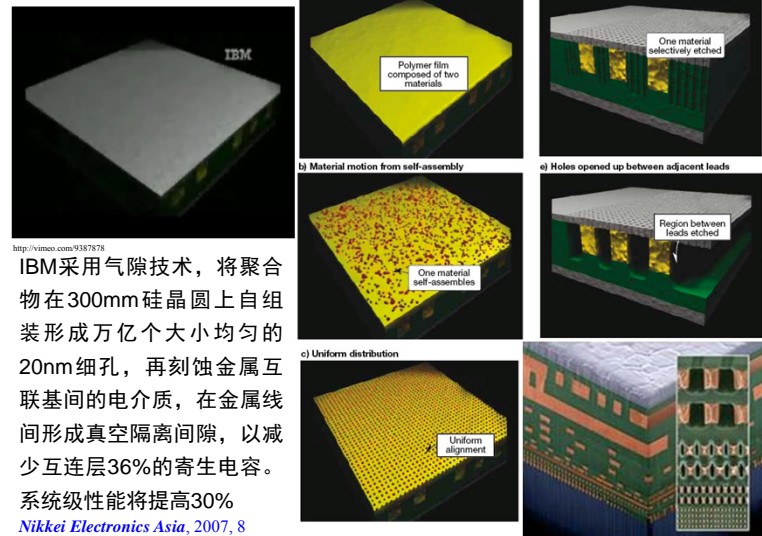 IBM
http://vimeo.com/9387878
IBM采用气隙技术，将聚合
物在300mm硅晶圆上自组
装形成万亿个大小均匀的
20nm细孔，再刻蚀金属互
联基间的电介质，在金属线
间形成真空隔离间隙，以减
少互连层36%的寄生电容。
系统级性能将提高30%
Nikkei Electronics Asia, 2007, 8
Polymer film
composed of two
materials
b) Material motion from self-assembly
One material
self-assembles
c) Uniform distribution
Uniform
alignment
One material
selectively etched
e) Holes opened up between adjacent leads
Region between
leads etched